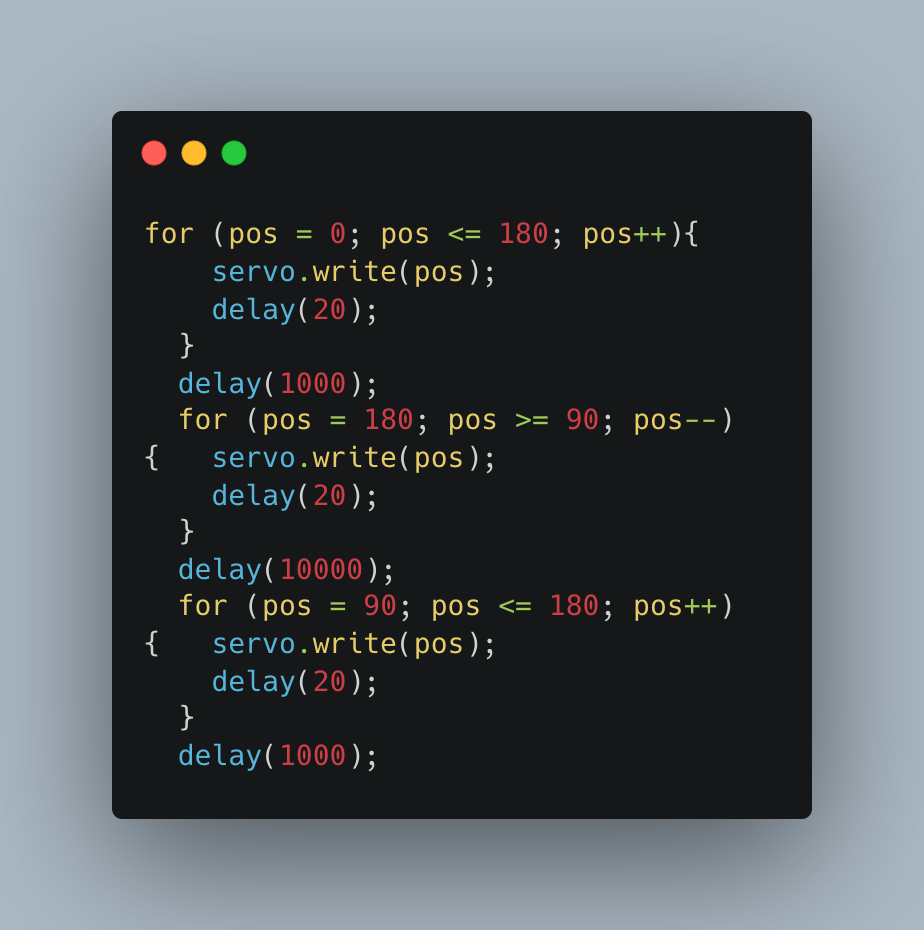 for (pos = 0; pos <= 180; pos++){
    servo.write(pos);
    delay(20);
  }
  delay(1000);
  for (pos = 180; pos >= 90; pos--)
{   servo.write(pos);
    delay(20);
  }
  delay(10000);
  for (pos = 90; pos <= 180; pos++)
{   servo.write(pos);
    delay(20);
  }
  delay(1000);